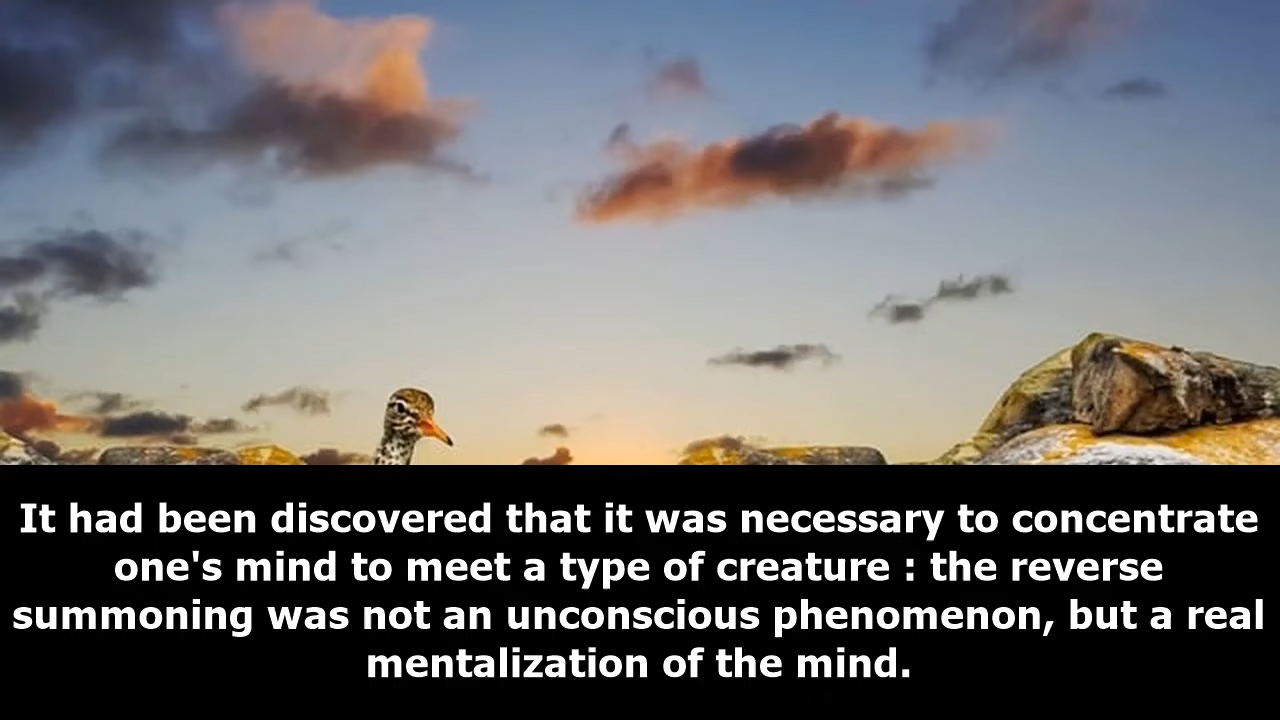 It had been discovered that it was necessary to concentrate
one's mind to meet a type of creature : the reverse
summoning was not an unconscious phenomenon, but a real
mentalization of the mind.